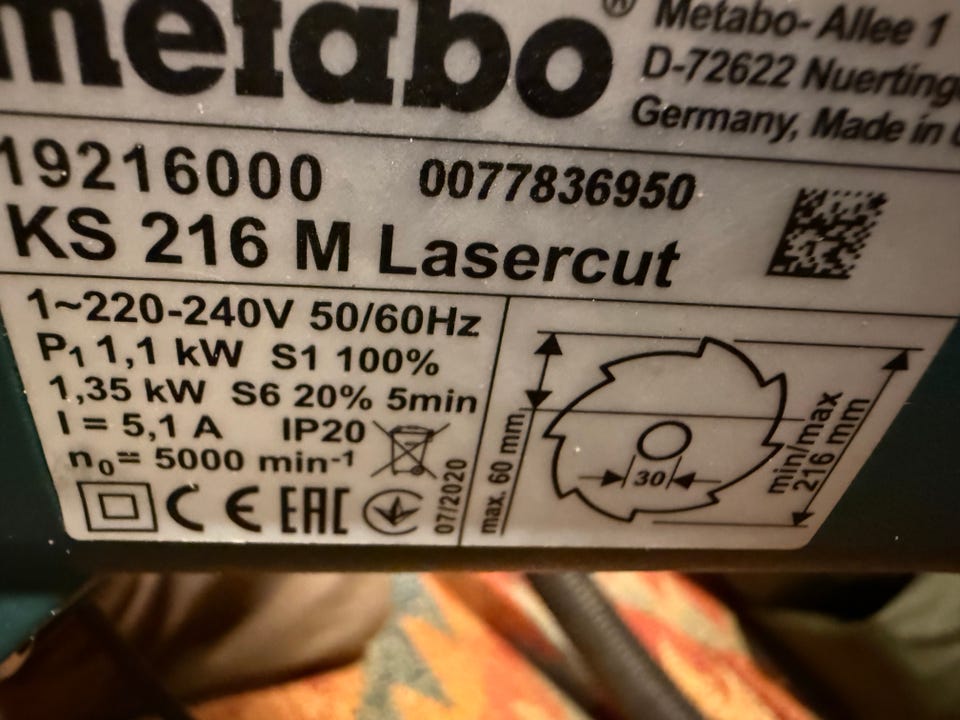 metabo®
Metabo-Allee 1
D-72622 Nuerting
Germany, Made in
19216000 0077836950
KS 216 M Lasercut
1~220-240V 50/60Hz
P1 1,1 kW S1 100%
1,35 kW S6 20% 5min
I = 5,1 A IP20
n0= 5000 min-1
CE EAC
07/2020
max. 60 mm
30
min/max
216 mm